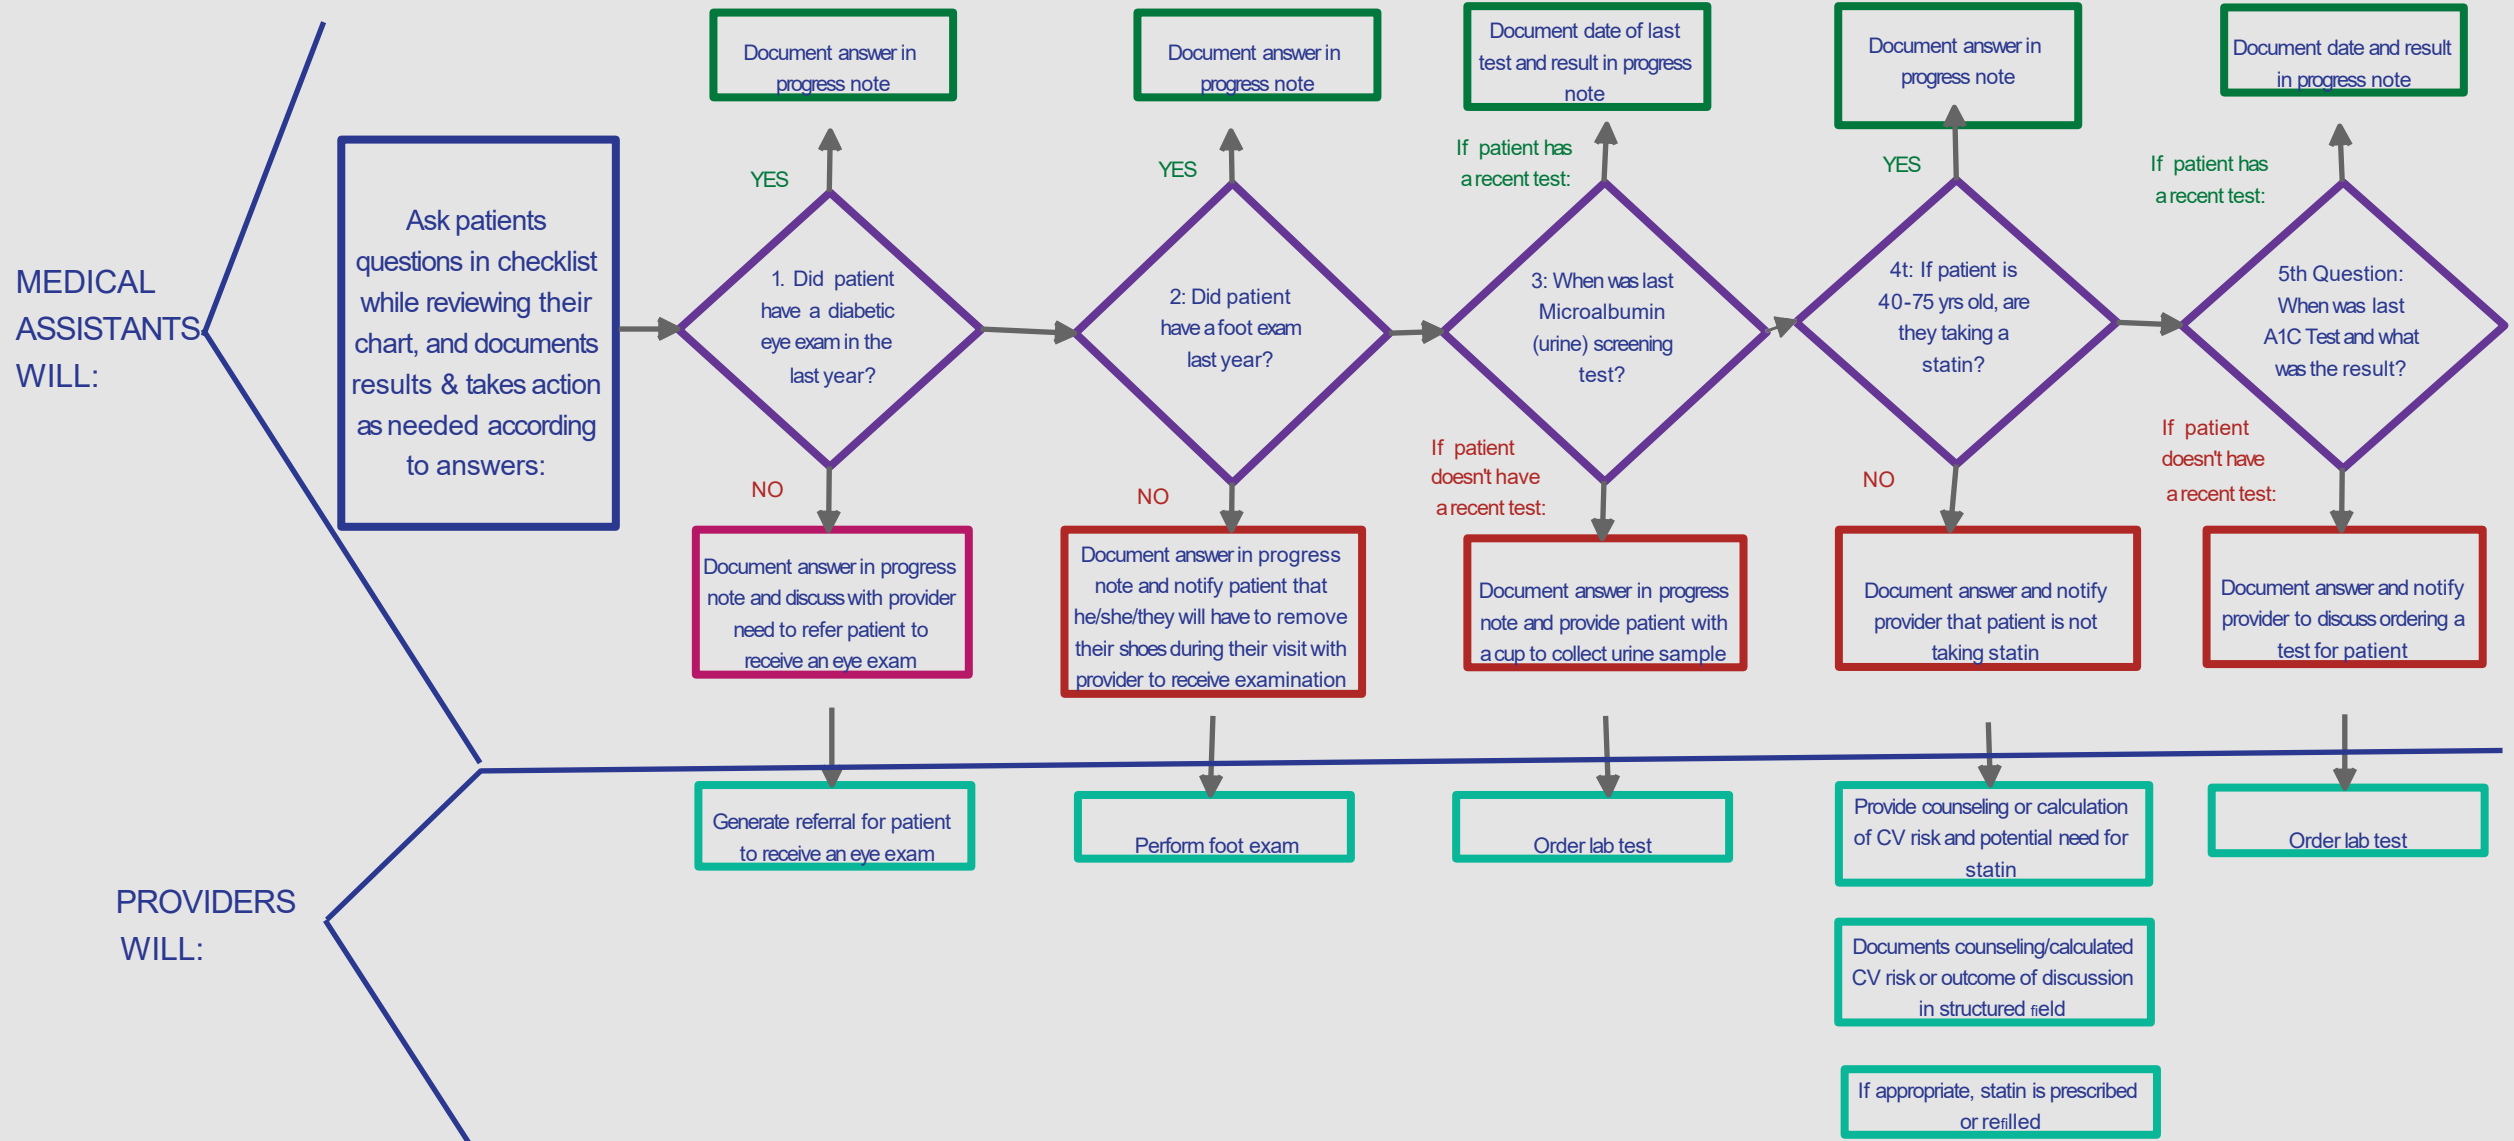 MEDICAL
ASSISTANTS
WILL:
Ask patients
questions in checklist
while reviewing their
chart, and documents
results & takes action
as needed according
to answers:
Document answer in
progress note
YES
1. Did patient
have a diabetic
eye exam in the
last year?
NO
Document answer in progress
note and discuss with provider
need to refer patient to
receive an eye exam
Document answer in
progress note
YES
2: Did patient
have a foot exam
last year?
NO
Document answer in progress
note and notify patient that
he/she/they will have to remove
their shoes during their visit with
provider to receive examination
Document date of last
test and result in progress
note
If patient has
a recent test:
3: When was last
Microalbumin
(urine) screening
test?
If patient
doesn't have
a recent test:
Document answer in progress
note and provide patient with
a cup to collect urine sample
Document answer in
progress note
YES
4t: If patient is
40-75 yrs old, are
they taking a
statin?
NO
Document answer and notify
provider that patient is not
taking statin
Document date and result
in progress note
If patient has
a recent test:
5th Question:
When was last
A1C Test and what
was the result?
If patient
doesn't have
a recent test:
Document answer and notify
provider to discuss ordering a
test for patient
PROVIDERS
WILL:
Generate referral for patient
to receive an eye exam
Perform foot exam
Order lab test
Provide counseling or calculation
of CV risk and potential need for
statin
Documents counseling/calculated
CV risk or outcome of discussion
in structured field
If appropriate, statin is prescribed
or refilled
Order lab test